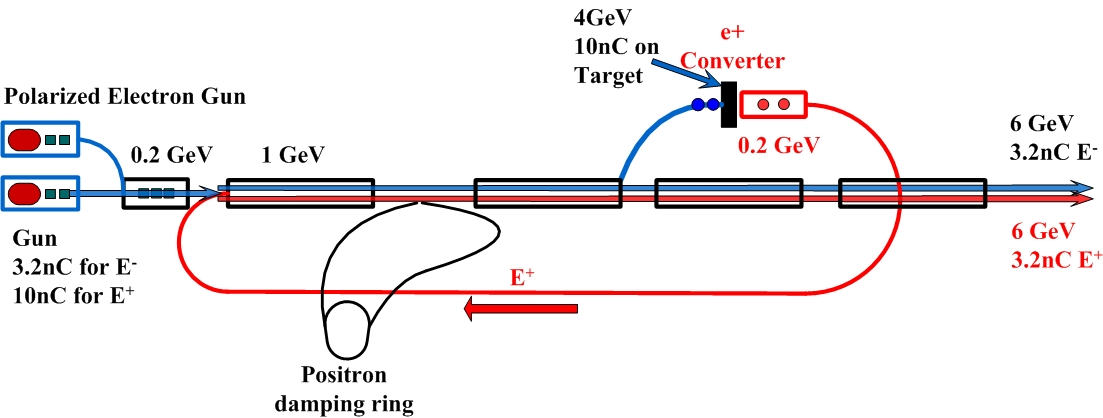 4GeV
10nC on
Target
e+
Converter
Polarized Electron Gun
0.2 GeV
1 GeV
0.2 GeV
6 GeV
3.2nC E-
Gun
3.2nC for E-
10nC for E+
6 GeV
3.2nC E+
E+
Positron
damping ring